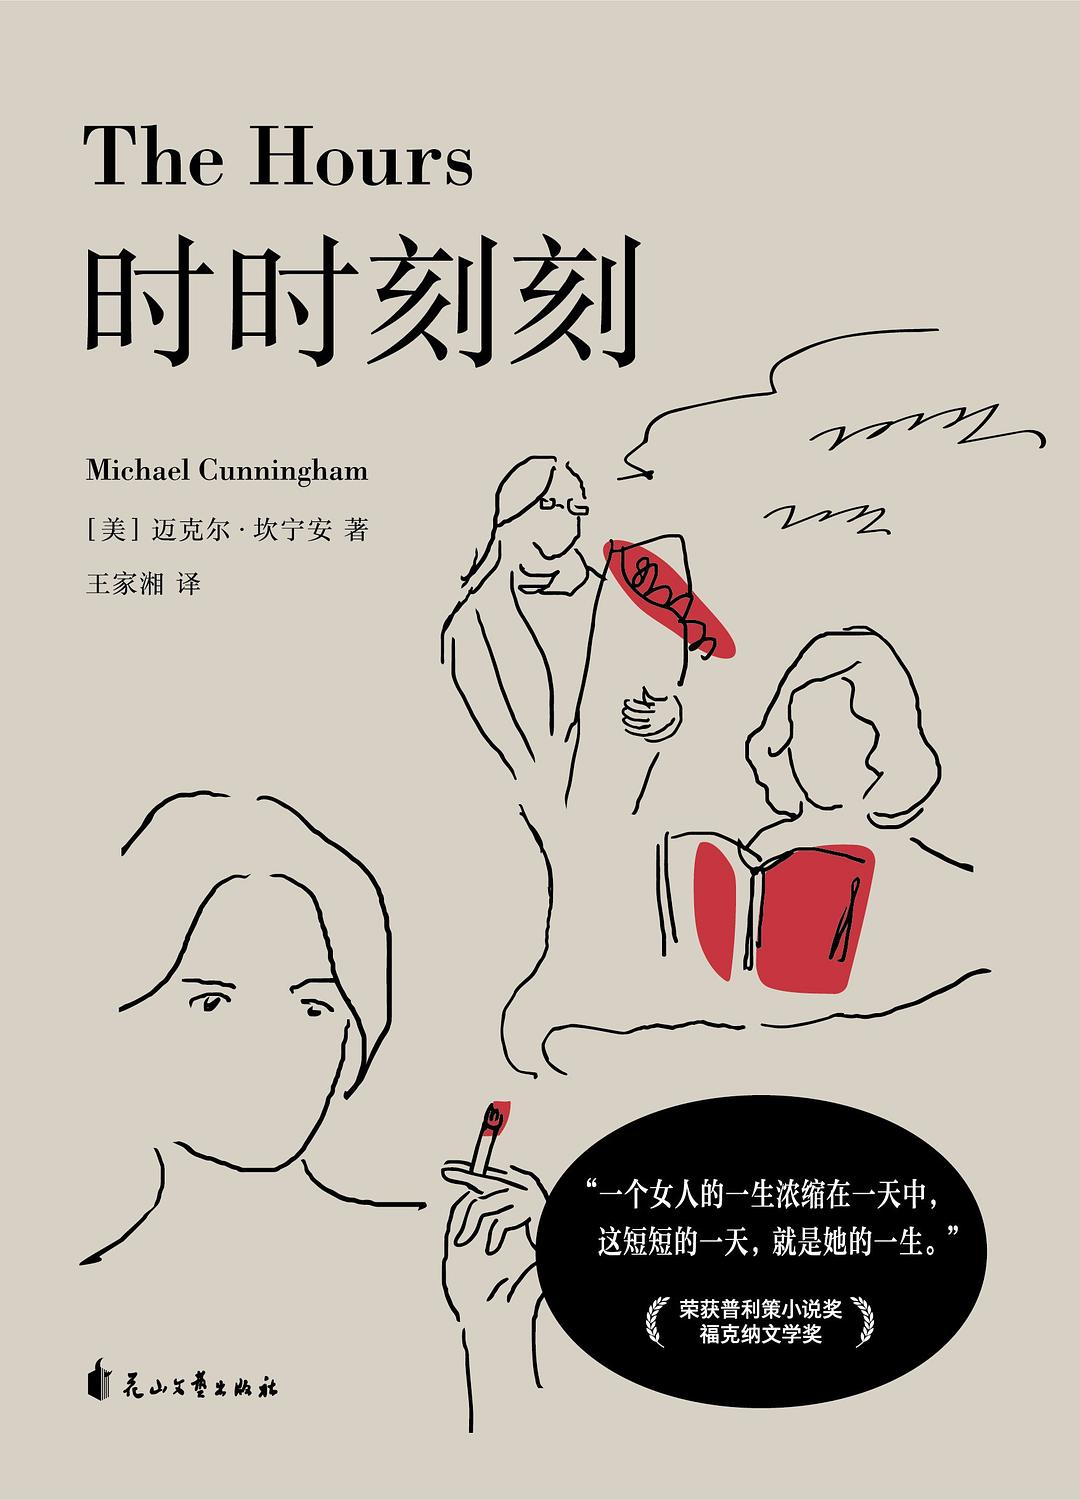 The Hours
时时刻刻
Michael Cunningham
[美] 迈克尔·坎宁安 著
王家湘 译
“一个女人的一生浓缩在一天中，
这短短的一天，就是她的一生。”
荣获普利策小说奖
福克纳文学奖
花山文艺出版社